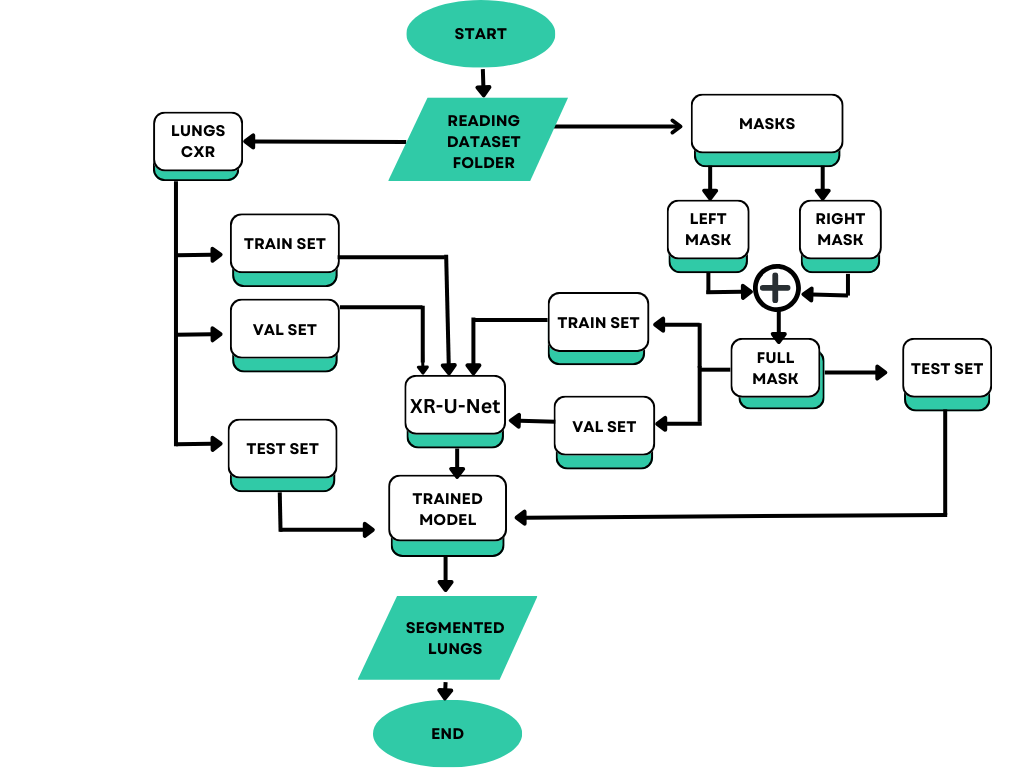 START
READING
DATASET
FOLDER
LUNGS
CXR
MASKS
LEFT
MASK
RIGHT
MASK
TRAIN SET
VAL SET
TRAIN SET
FULL
MASK
TEST SET
XR-U-Net
VAL SET
TEST SET
TRAINED
MODEL
SEGMENTED
LUNGS
END